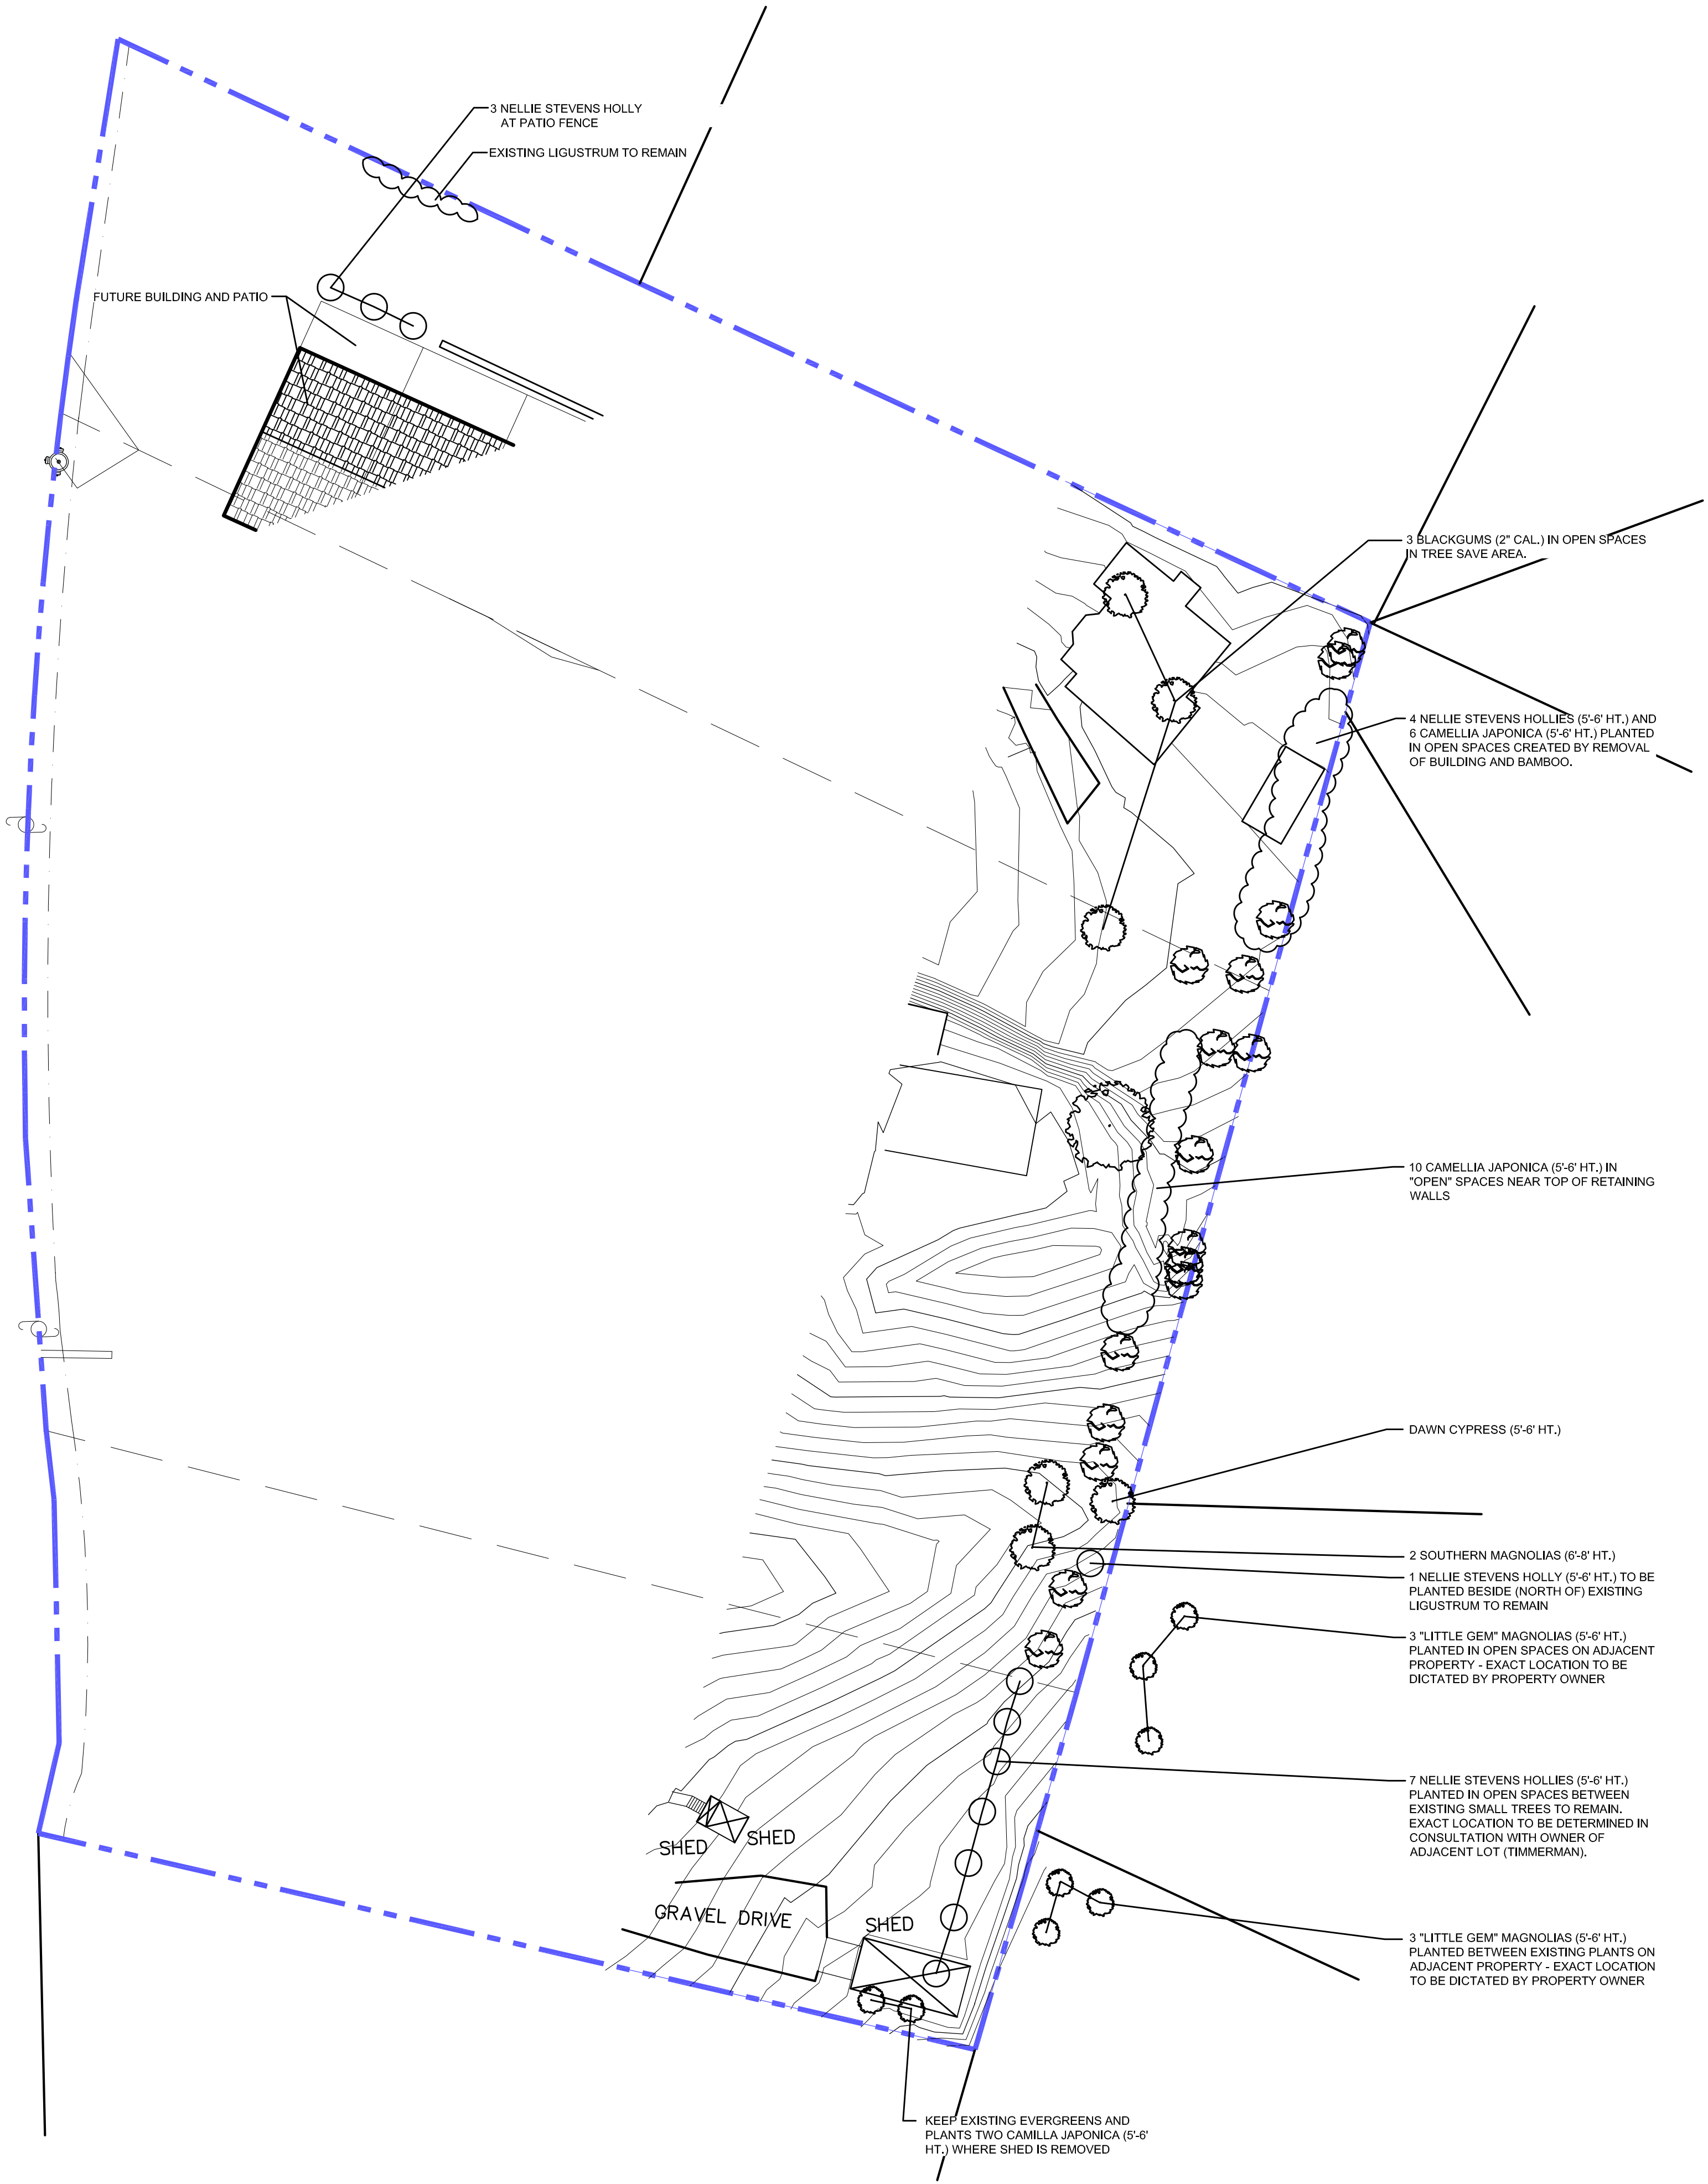 3 NELLIE STEVENS HOLLY
AT PATIO FENCE
EXISTING LIGUSTRUM TO REMAIN
FUTURE BUILDING AND PATIO
3 BLACKGUMS (2" CAL.) IN OPEN SPACES
IN TREE SAVE AREA.
4 NELLIE STEVENS HOLLIES (5'-6' HT.) AND
6 CAMELLIA JAPONICA (5'-6' HT.) PLANTED
IN OPEN SPACES CREATED BY REMOVAL
OF BUILDING AND BAMBOO.
10 CAMELLIA JAPONICA (5'-6' HT.) IN
"OPEN" SPACES NEAR TOP OF RETAINING
WALLS
DAWN CYPRESS (5'-6' HT.)
2 SOUTHERN MAGNOLIAS (6'-8' HT.)
1 NELLIE STEVENS HOLLY (5'-6' HT.) TO BE
PLANTED BESIDE (NORTH OF) EXISTING
LIGUSTRUM TO REMAIN
3 "LITTLE GEM" MAGNOLIAS (5'-6' HT.)
PLANTED IN OPEN SPACES ON ADJACENT
PROPERTY - EXACT LOCATION TO BE
DICTATED BY PROPERTY OWNER
7 NELLIE STEVENS HOLLIES (5'-6' HT.)
PLANTED IN OPEN SPACES BETWEEN
EXISTING SMALL TREES TO REMAIN.
EXACT LOCATION TO BE DETERMINED IN
CONSULTATION WITH OWNER OF
ADJACENT LOT (TIMMERMAN).
SHED
SHED
GRAVEL DRIVE
SHED
3 "LITTLE GEM" MAGNOLIAS (5'-6' HT.)
PLANTED BETWEEN EXISTING PLANTS ON
ADJACENT PROPERTY - EXACT LOCATION
TO BE DICTATED BY PROPERTY OWNER
KEEP EXISTING EVERGREENS AND
PLANTS TWO CAMILLA JAPONICA (5'-6'
HT.) WHERE SHED IS REMOVED